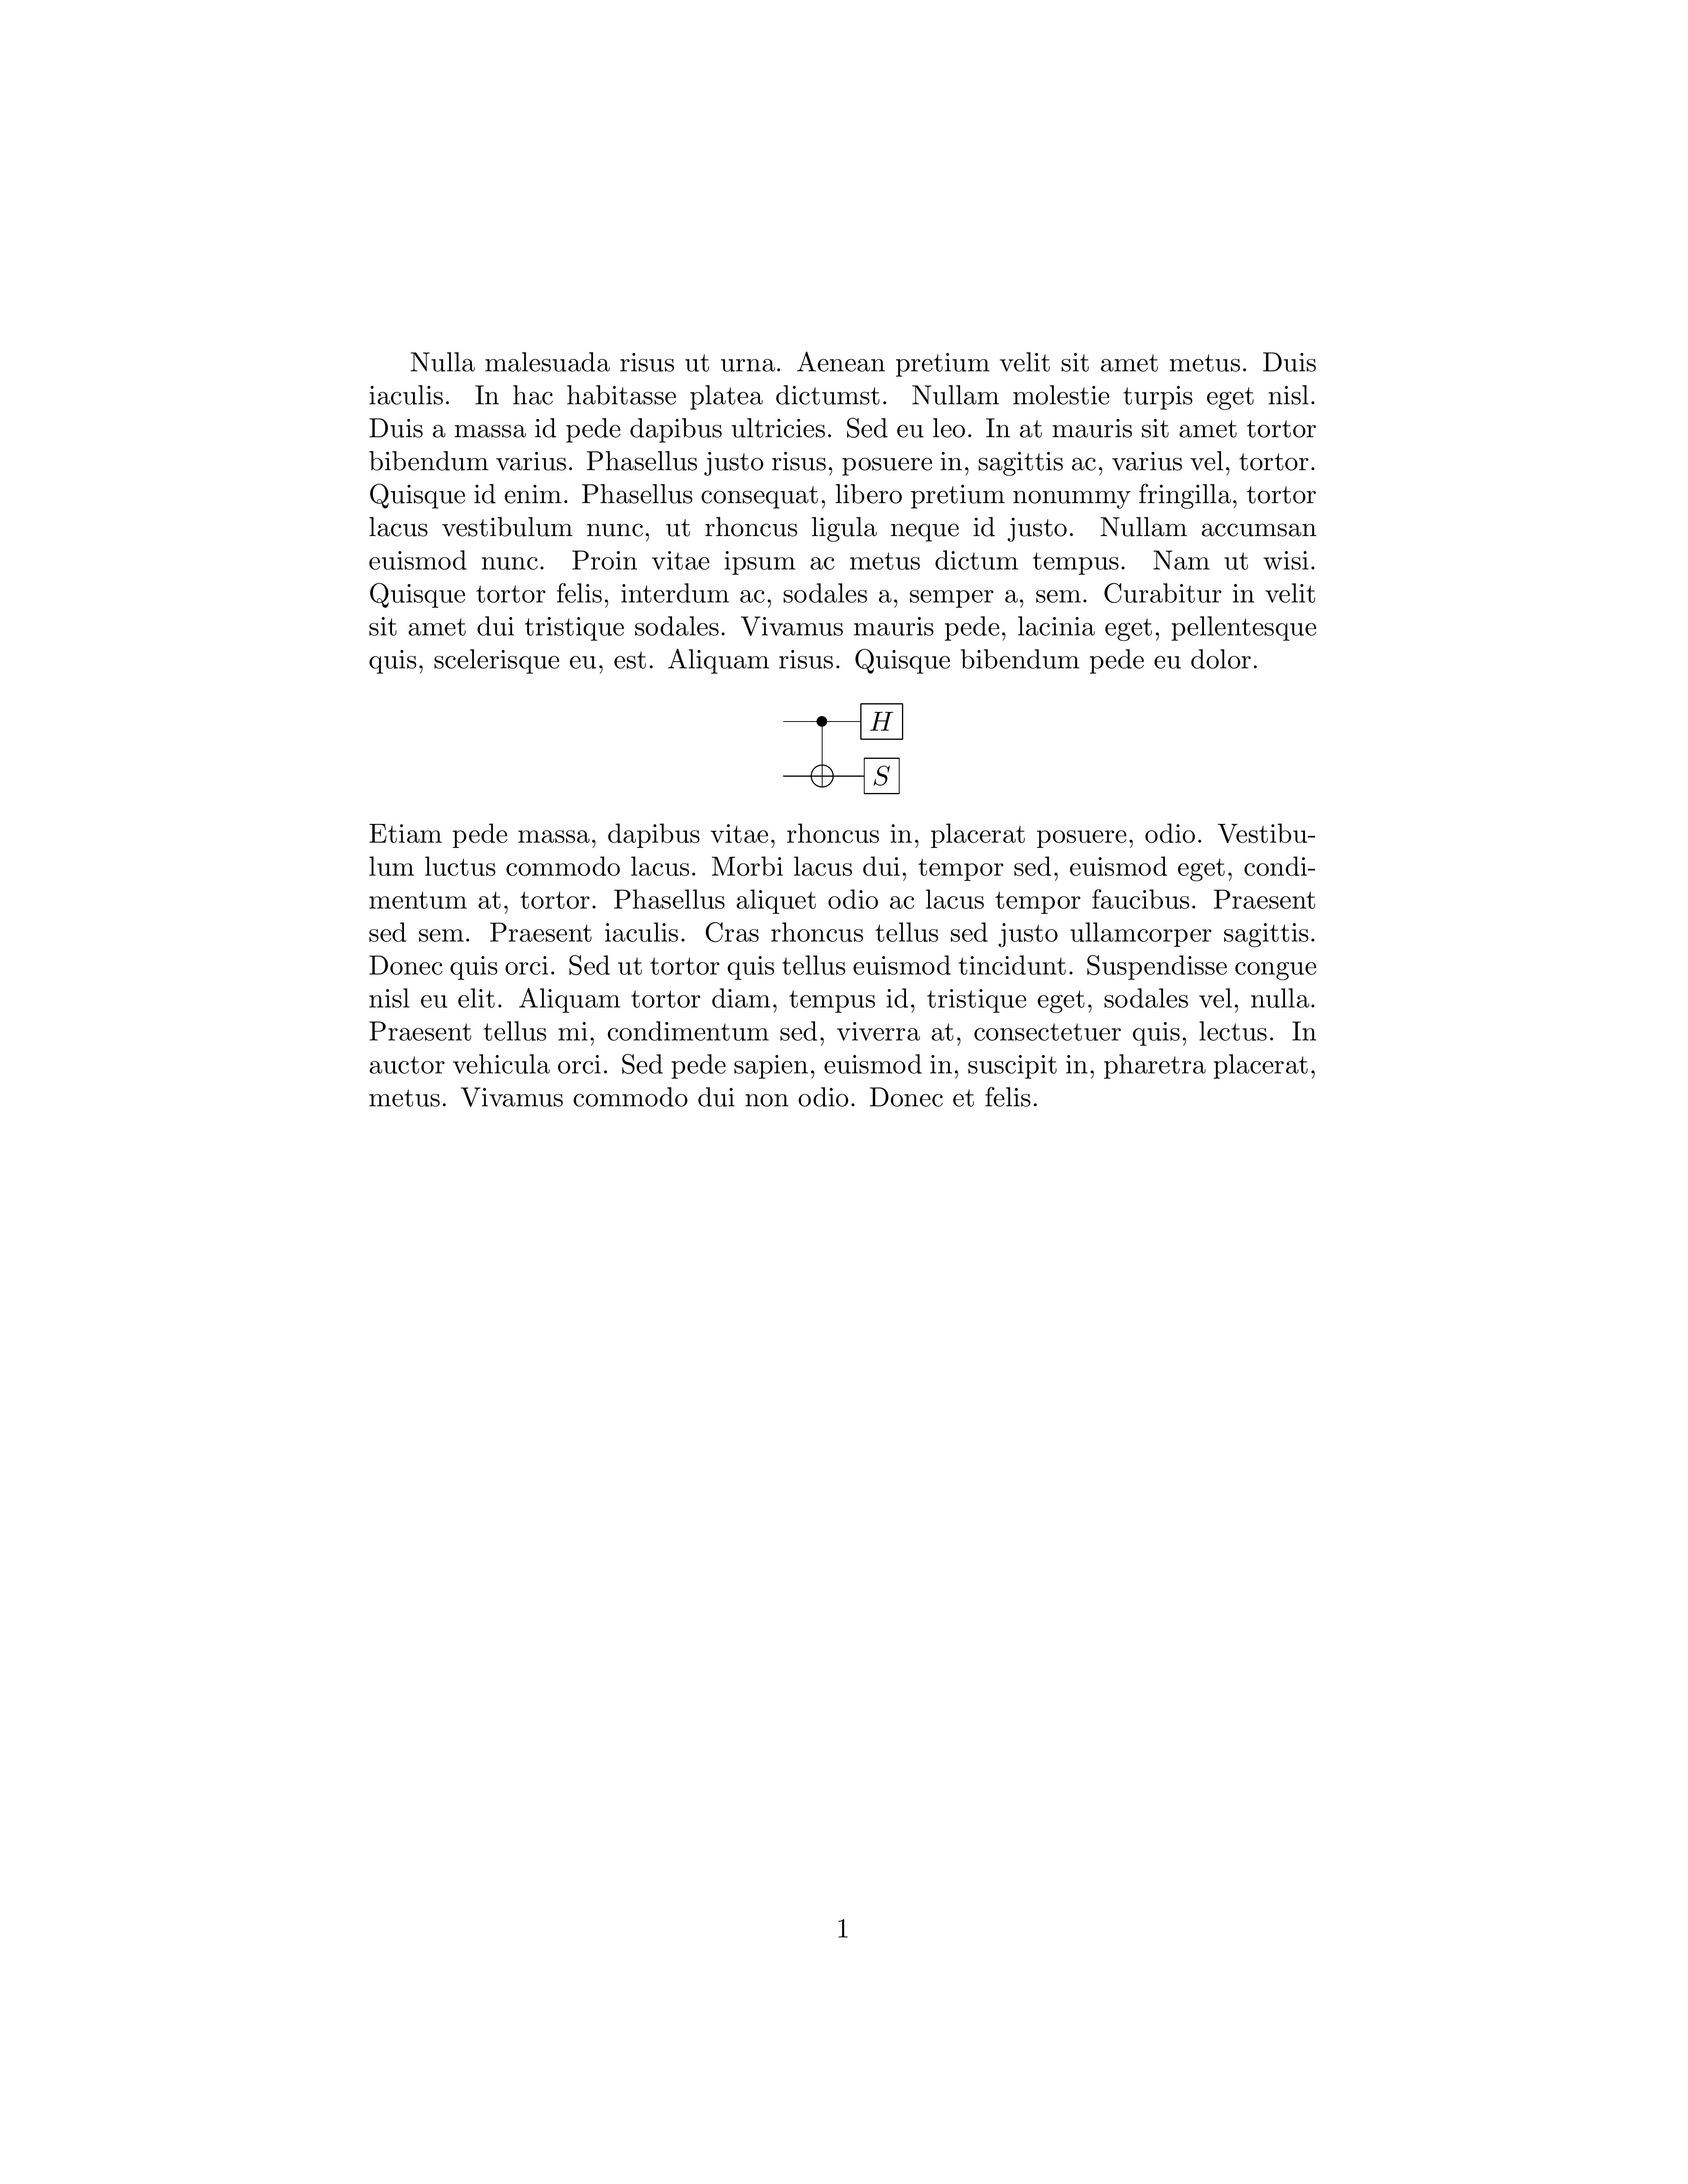 Nulla malesuada risus ut urna. Aenean pretium velit sit amet metus. Duis
iaculis. In hac habitasse platea dictumst. Nullam molestie turpis eget nisl.
Duis a massa id pede dapibus ultricies. Sed eu leo. In at mauris sit amet tortor
bibendum varius. Phasellus justo risus, posuere in, sagittis ac, varius vel, tortor.
Quisque id enim. Phasellus consequat, libero pretium nonummy fringilla, tortor
lacus vestibulum nunc, ut rhoncus ligula neque id justo. Nullam accumsan
euismod nunc. Proin vitae ipsum ac metus dictum tempus. Nam ut wisi.
Quisque tortor felis, interdum ac, sodales a, semper a, sem. Curabitur in velit
sit amet dui tristique sodales. Vivamus mauris pede, lacinia eget, pellentesque
quis, scelerisque eu, est. Aliquam risus. Quisque bibendum pede eu dolor.
H
S
Etiam pede massa, dapibus vitae, rhoncus in, placerat posuere, odio. Vestibu-
lum luctus commodo lacus. Morbi lacus dui, tempor sed, euismod eget, condi-
mentum at, tortor. Phasellus aliquet odio ac lacus tempor faucibus. Praesent
sed sem. Praesent iaculis. Cras rhoncus tellus sed justo ullamcorper sagittis.
Donec quis orci. Sed ut tortor quis tellus euismod tincidunt. Suspendisse congue
nisl eu elit. Aliquam tortor diam, tempus id, tristique eget, sodales vel, nulla.
Praesent tellus mi, condimentum sed, viverra at, consectetuer quis, lectus. In
auctor vehicula orci. Sed pede sapien, euismod in, suscipit in, pharetra placerat,
metus. Vivamus commodo dui non odio. Donec et felis.
1